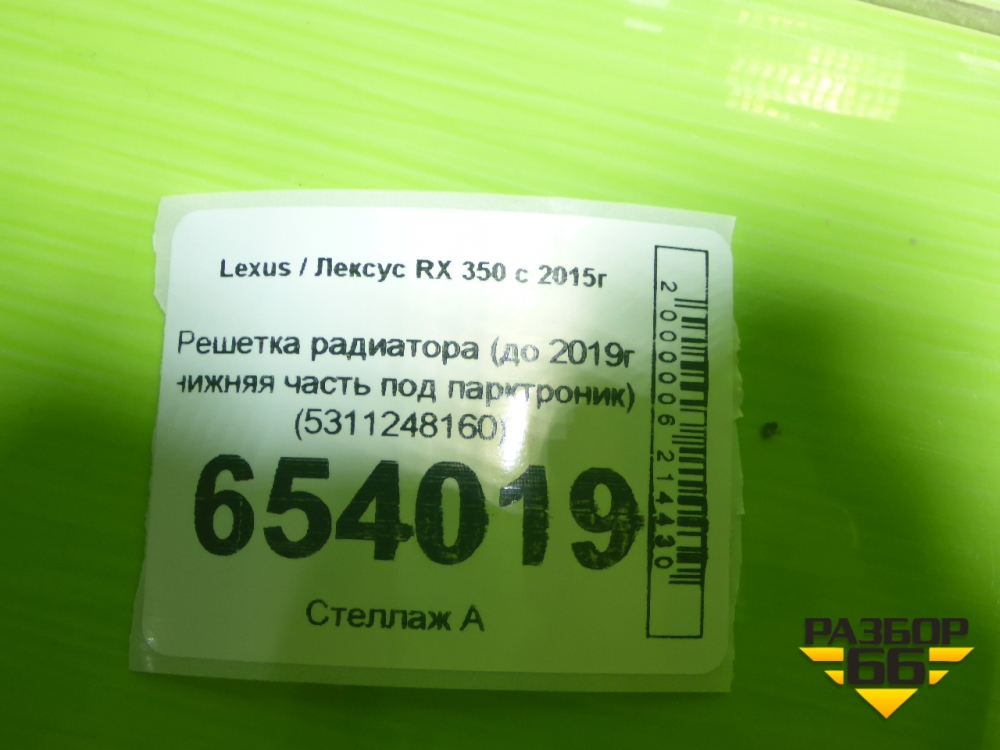 Lexus / Лексус RX 350 с 2015г
Решетка радиатора (до 2019г
нижняя часть под парктроник)
(5311248160)
654019
Стеллаж А
2000006214430
РАЗБОР
66